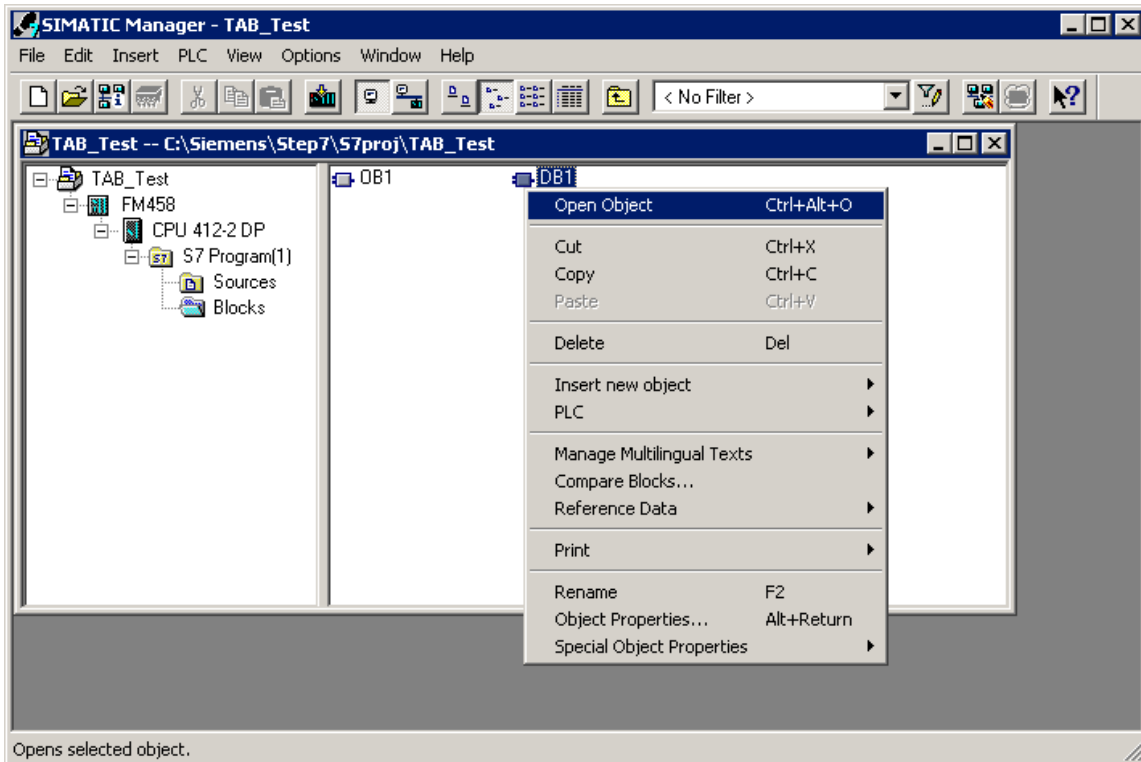 SIMATIC Manager - TAB_Test
File Edit Insert PLC View Options Window Help
< No Filter >
TAB_Test -- C:\Siemens\Step7\S7proj\TAB_Test
TAB_Test
FM458
CPU 412-2 DP
S7 Program(1)
Sources
Blocks
OB1 DB1
Open Object Ctrl+Alt+O
Cut Ctrl+X
Copy Ctrl+C
Paste Ctrl+V
Delete Del
Insert new object
PLC
Manage Multilingual Texts
Compare Blocks...
Reference Data
Print
Rename F2
Object Properties... Alt+Return
Special Object Properties
Opens selected object.